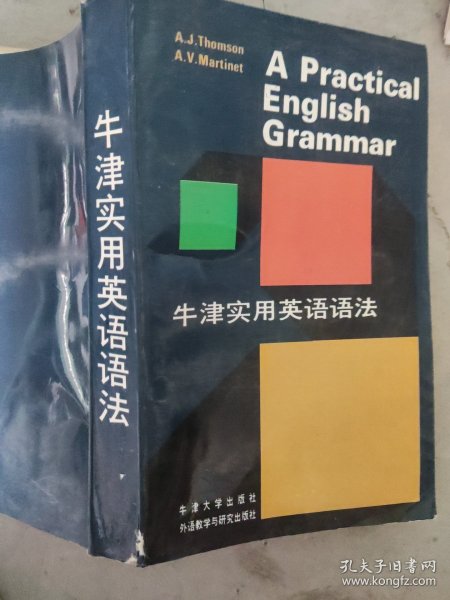 A.J.Thomson
A.V.Martinet
A Practical
English
Grammar
牛津实用英语语法
牛津大学出版社
外语教学与研究出版社
牛津实用英语语法
孔夫子旧书网
www.kongfz.com